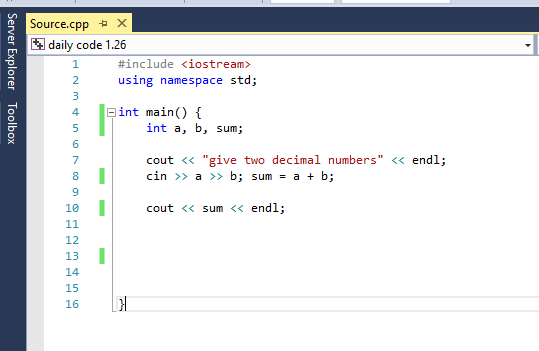 Server Explorer
Toolbox
Source.cpp
daily code 1.26
1 #include <iostream>
2 using namespace std;
3
4 int main() {
5 int a, b, sum;
6
7 cout << "give two decimal numbers" << endl;
8 cin >> a >> b; sum = a + b;
9
10 cout << sum << endl;
11
12
13
14
15
16 }